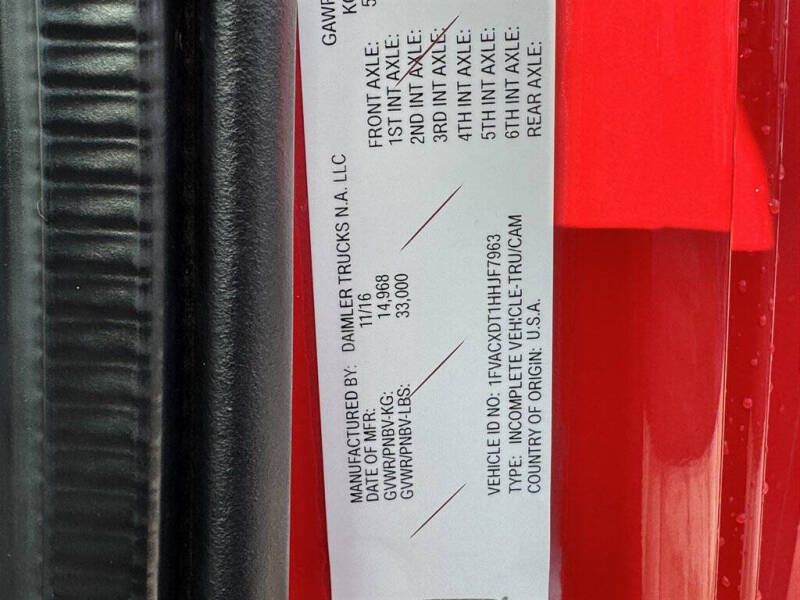 MANUFACTURED BY: DAIMLER TRUCKS N.A. LLC
DATE OF MFR: 11/16
GVWR/PNBV-KG: 14,968
GVWR/PNBV-LBS: 33,000
VEHICLE ID NO: 1FVACXDT1HHJF7963
TYPE: INCOMPLETE VEHICLE-TRU/CAM
COUNTRY OF ORIGIN: U.S.A.
FRONT AXLE:
1ST INT AXLE:
2ND INT AXLE:
3RD INT AXLE:
4TH INT AXLE:
5TH INT AXLE:
6TH INT AXLE:
REAR AXLE: